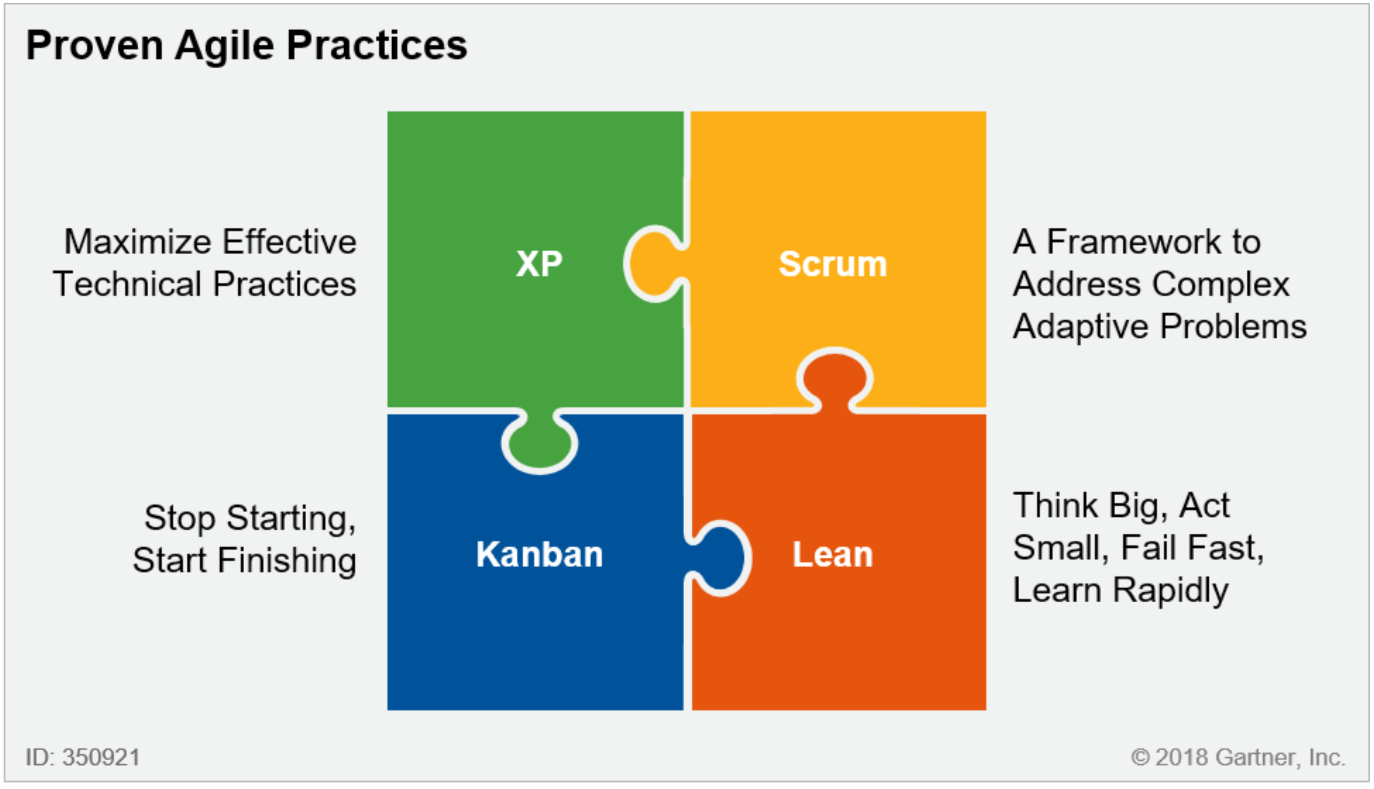 Proven Agile Practices
Maximize Effective
Technical Practices
XP
Scrum
A Framework to
Address Complex
Adaptive Problems
Stop Starting,
Start Finishing
Kanban
Lean
Think Big, Act
Small, Fail Fast,
Learn Rapidly
ID: 350921
© 2018 Gartner, Inc.